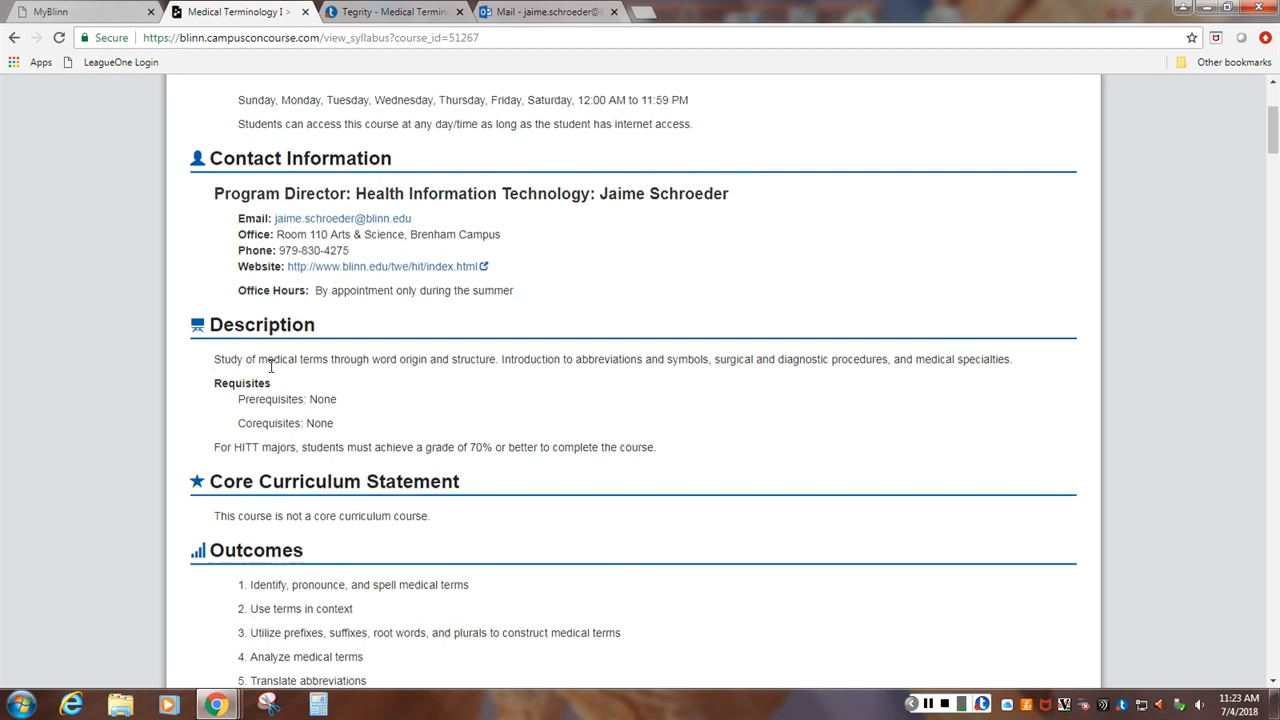 MyBlinn
Medical Terminology I >
Tegrity - Medical Termin
Mail - jaime.schroeder@t
Secure
https://blinn.campusconcourse.com/view_syllabus?course_id=51267
Apps
LeagueOne Login
Other bookmarks
Sunday, Monday, Tuesday, Wednesday, Thursday, Friday, Saturday, 12:00 AM to 11:59 PM
Students can access this course at any day/time as long as the student has internet access.
Contact Information
Program Director: Health Information Technology: Jaime Schroeder
Email: jaime.schroeder@blinn.edu
Office: Room 110 Arts & Science, Brenham Campus
Phone: 979-830-4275
Website: http://www.blinn.edu/twe/hit/index.html
Office Hours: By appointment only during the summer
Description
Study of medical terms through word origin and structure. Introduction to abbreviations and symbols, surgical and diagnostic procedures, and medical specialties.
Requisites
Prerequisites: None
Corequisites: None
For HITT majors, students must achieve a grade of 70% or better to complete the course.
Core Curriculum Statement
This course is not a core curriculum course.
Outcomes
1. Identify, pronounce, and spell medical terms
2. Use terms in context
3. Utilize prefixes, suffixes, root words, and plurals to construct medical terms
4. Analyze medical terms
5. Translate abbreviations
11:23 AM
7/4/2018